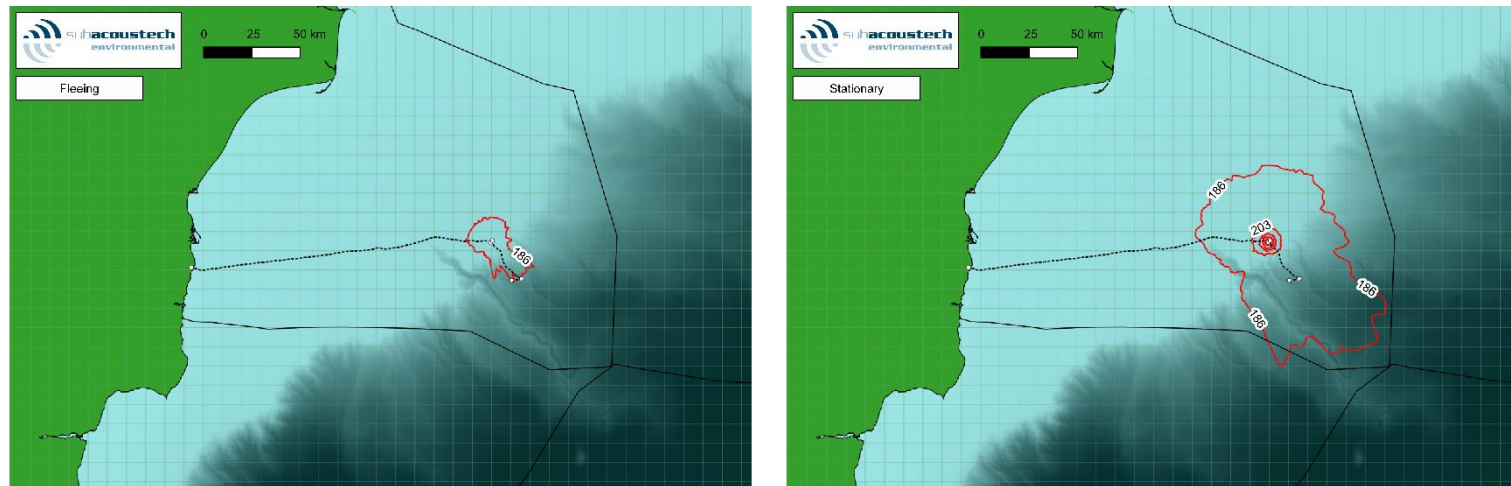 subacoustech
environmental
0 25 50 km
Fleeing
186
subacoustech
environmental
0 25 50 km
Stationary
186
203
186
186